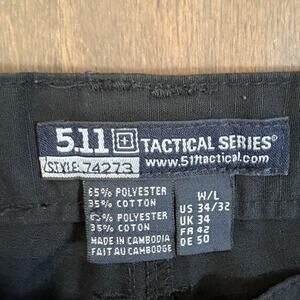 5.11 TACTICAL SERIES®
STYLE: 74273 www.511tactical.com
65% POLYESTER
35% COTTON
65% POLYESTER
35% COTTON
MADE IN CAMBODIA
FAIT AU CAMBODGE
W/L
US 34/32
UK 34
FR 42
DE 50